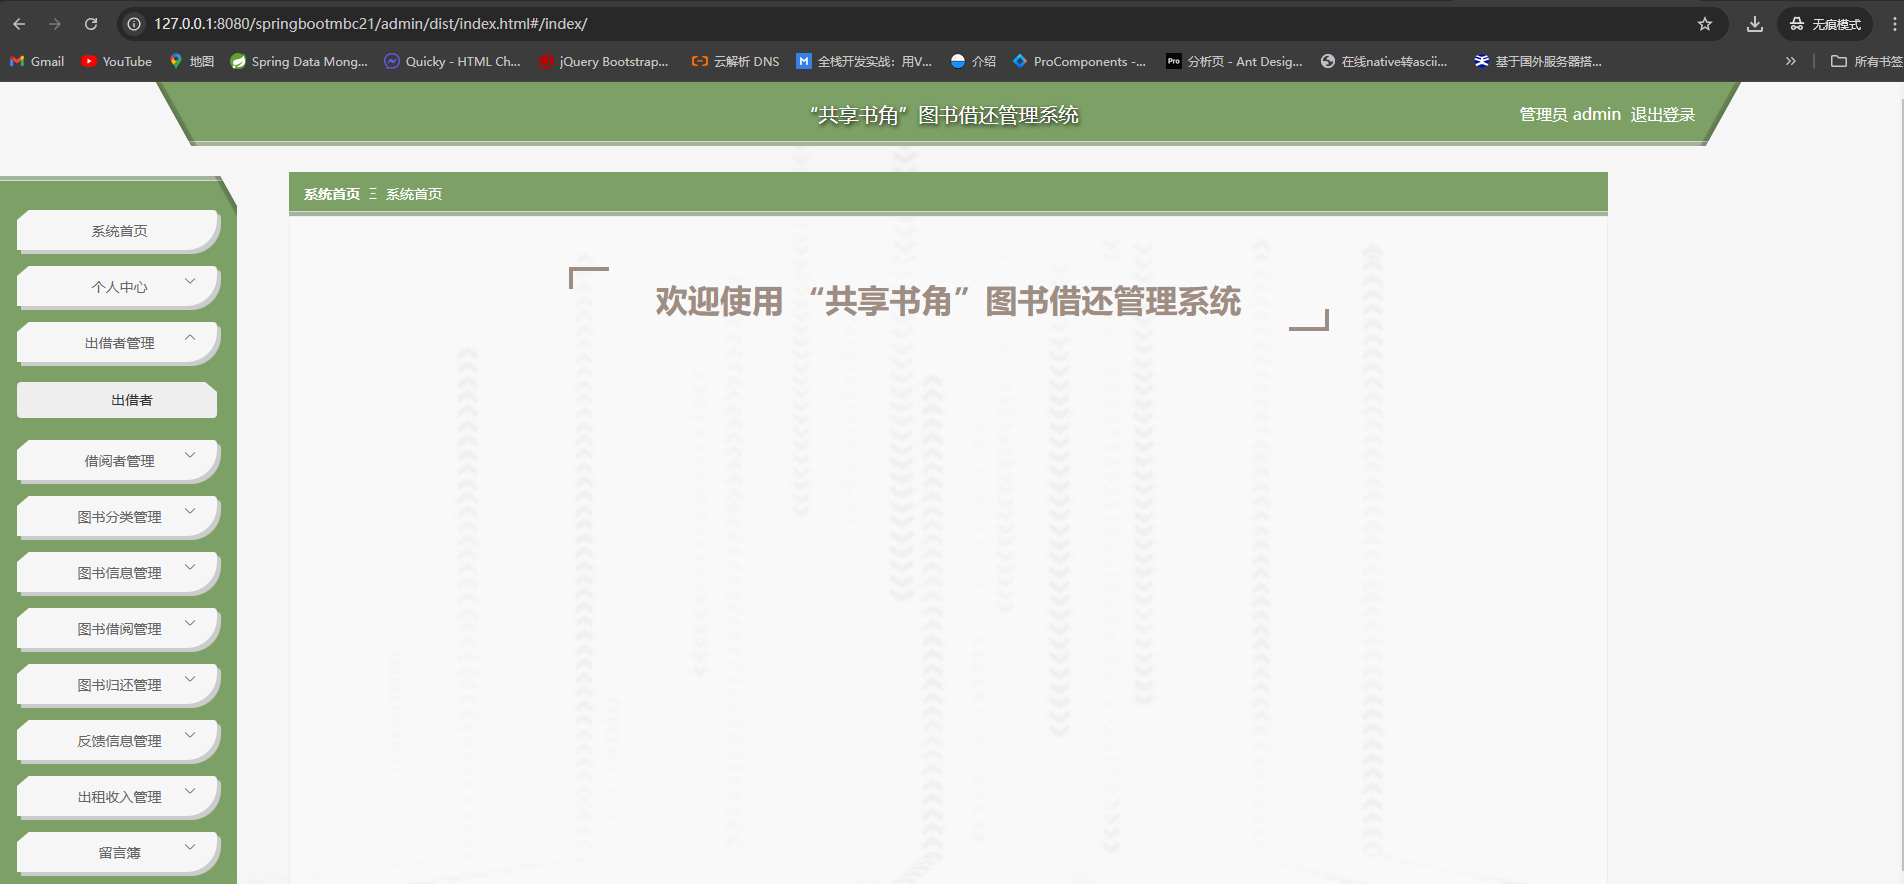 127.0.0.1:8080/springbootmbc21/admin/dist/index.html#/index/
无痕模式
Gmail
YouTube
地图
Spring Data Mong...
Quicky - HTML Ch...
jQuery Bootstrap...
云解析 DNS
全栈开发实战：用V...
介绍
ProComponents -...
Pro
分析页 - Ant Desig...
在线native转ascii...
基于国外服务器搭...
所有书签
“共享书角”图书借还管理系统
管理员 admin 退出登录
系统首页 Ξ 系统首页
欢迎使用 “共享书角”图书借还管理系统
系统首页
个人中心
出借者管理
出借者
借阅者管理
图书分类管理
图书信息管理
图书借阅管理
图书归还管理
反馈信息管理
出租收入管理
留言簿